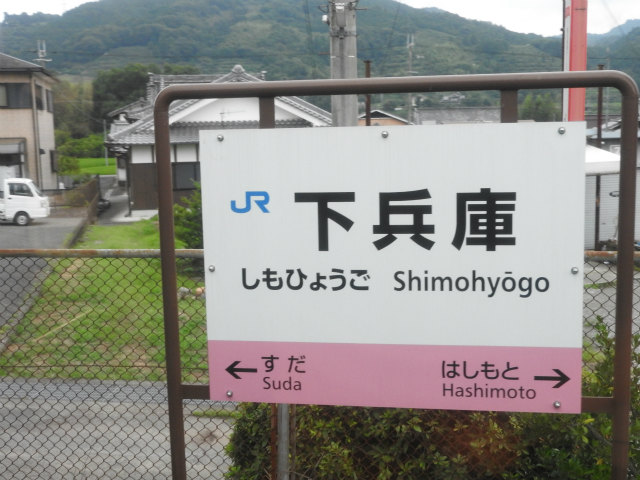 JR 下兵庫
しもひょうご Shimohyōgo
← すだ はしもと →
Suda Hashimoto